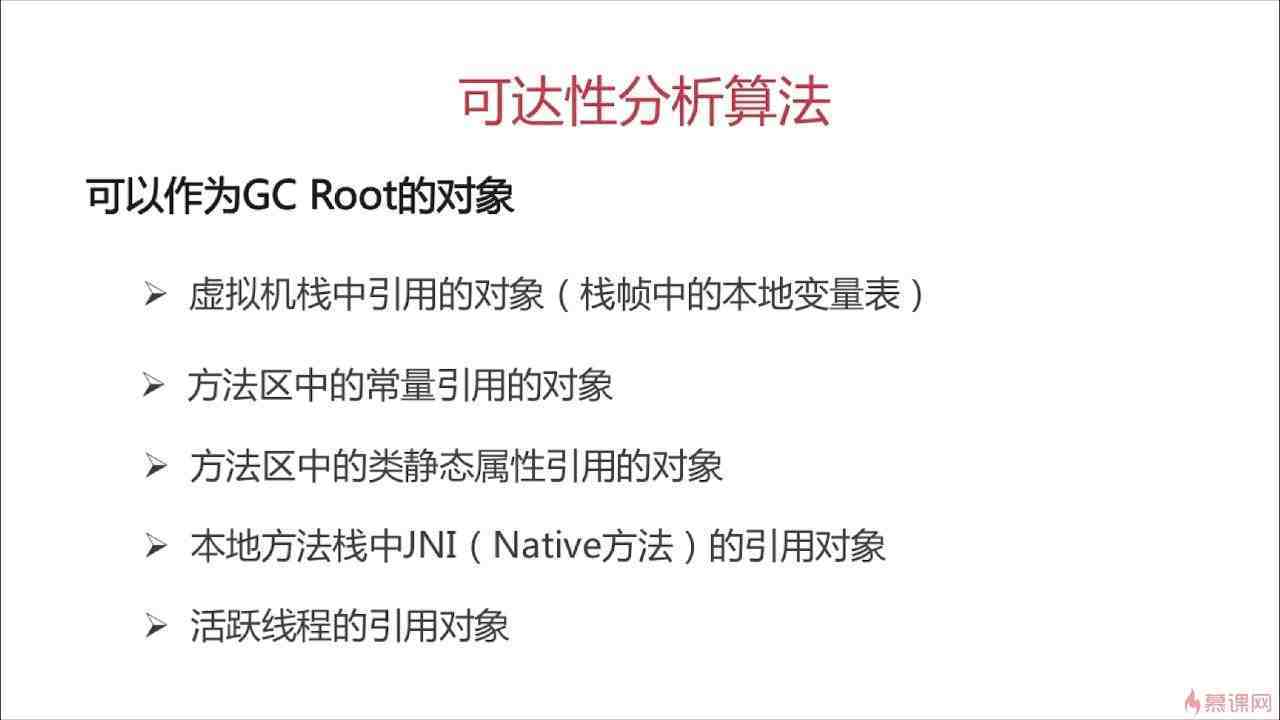 可达性分析算法
可以作为GC Root的对象
虚拟机栈中引用的对象（栈帧中的本地变量表）
方法区中的常量引用的对象
方法区中的类静态属性引用的对象
本地方法栈中JNI（Native方法）的引用对象
活跃线程的引用对象
慕课网